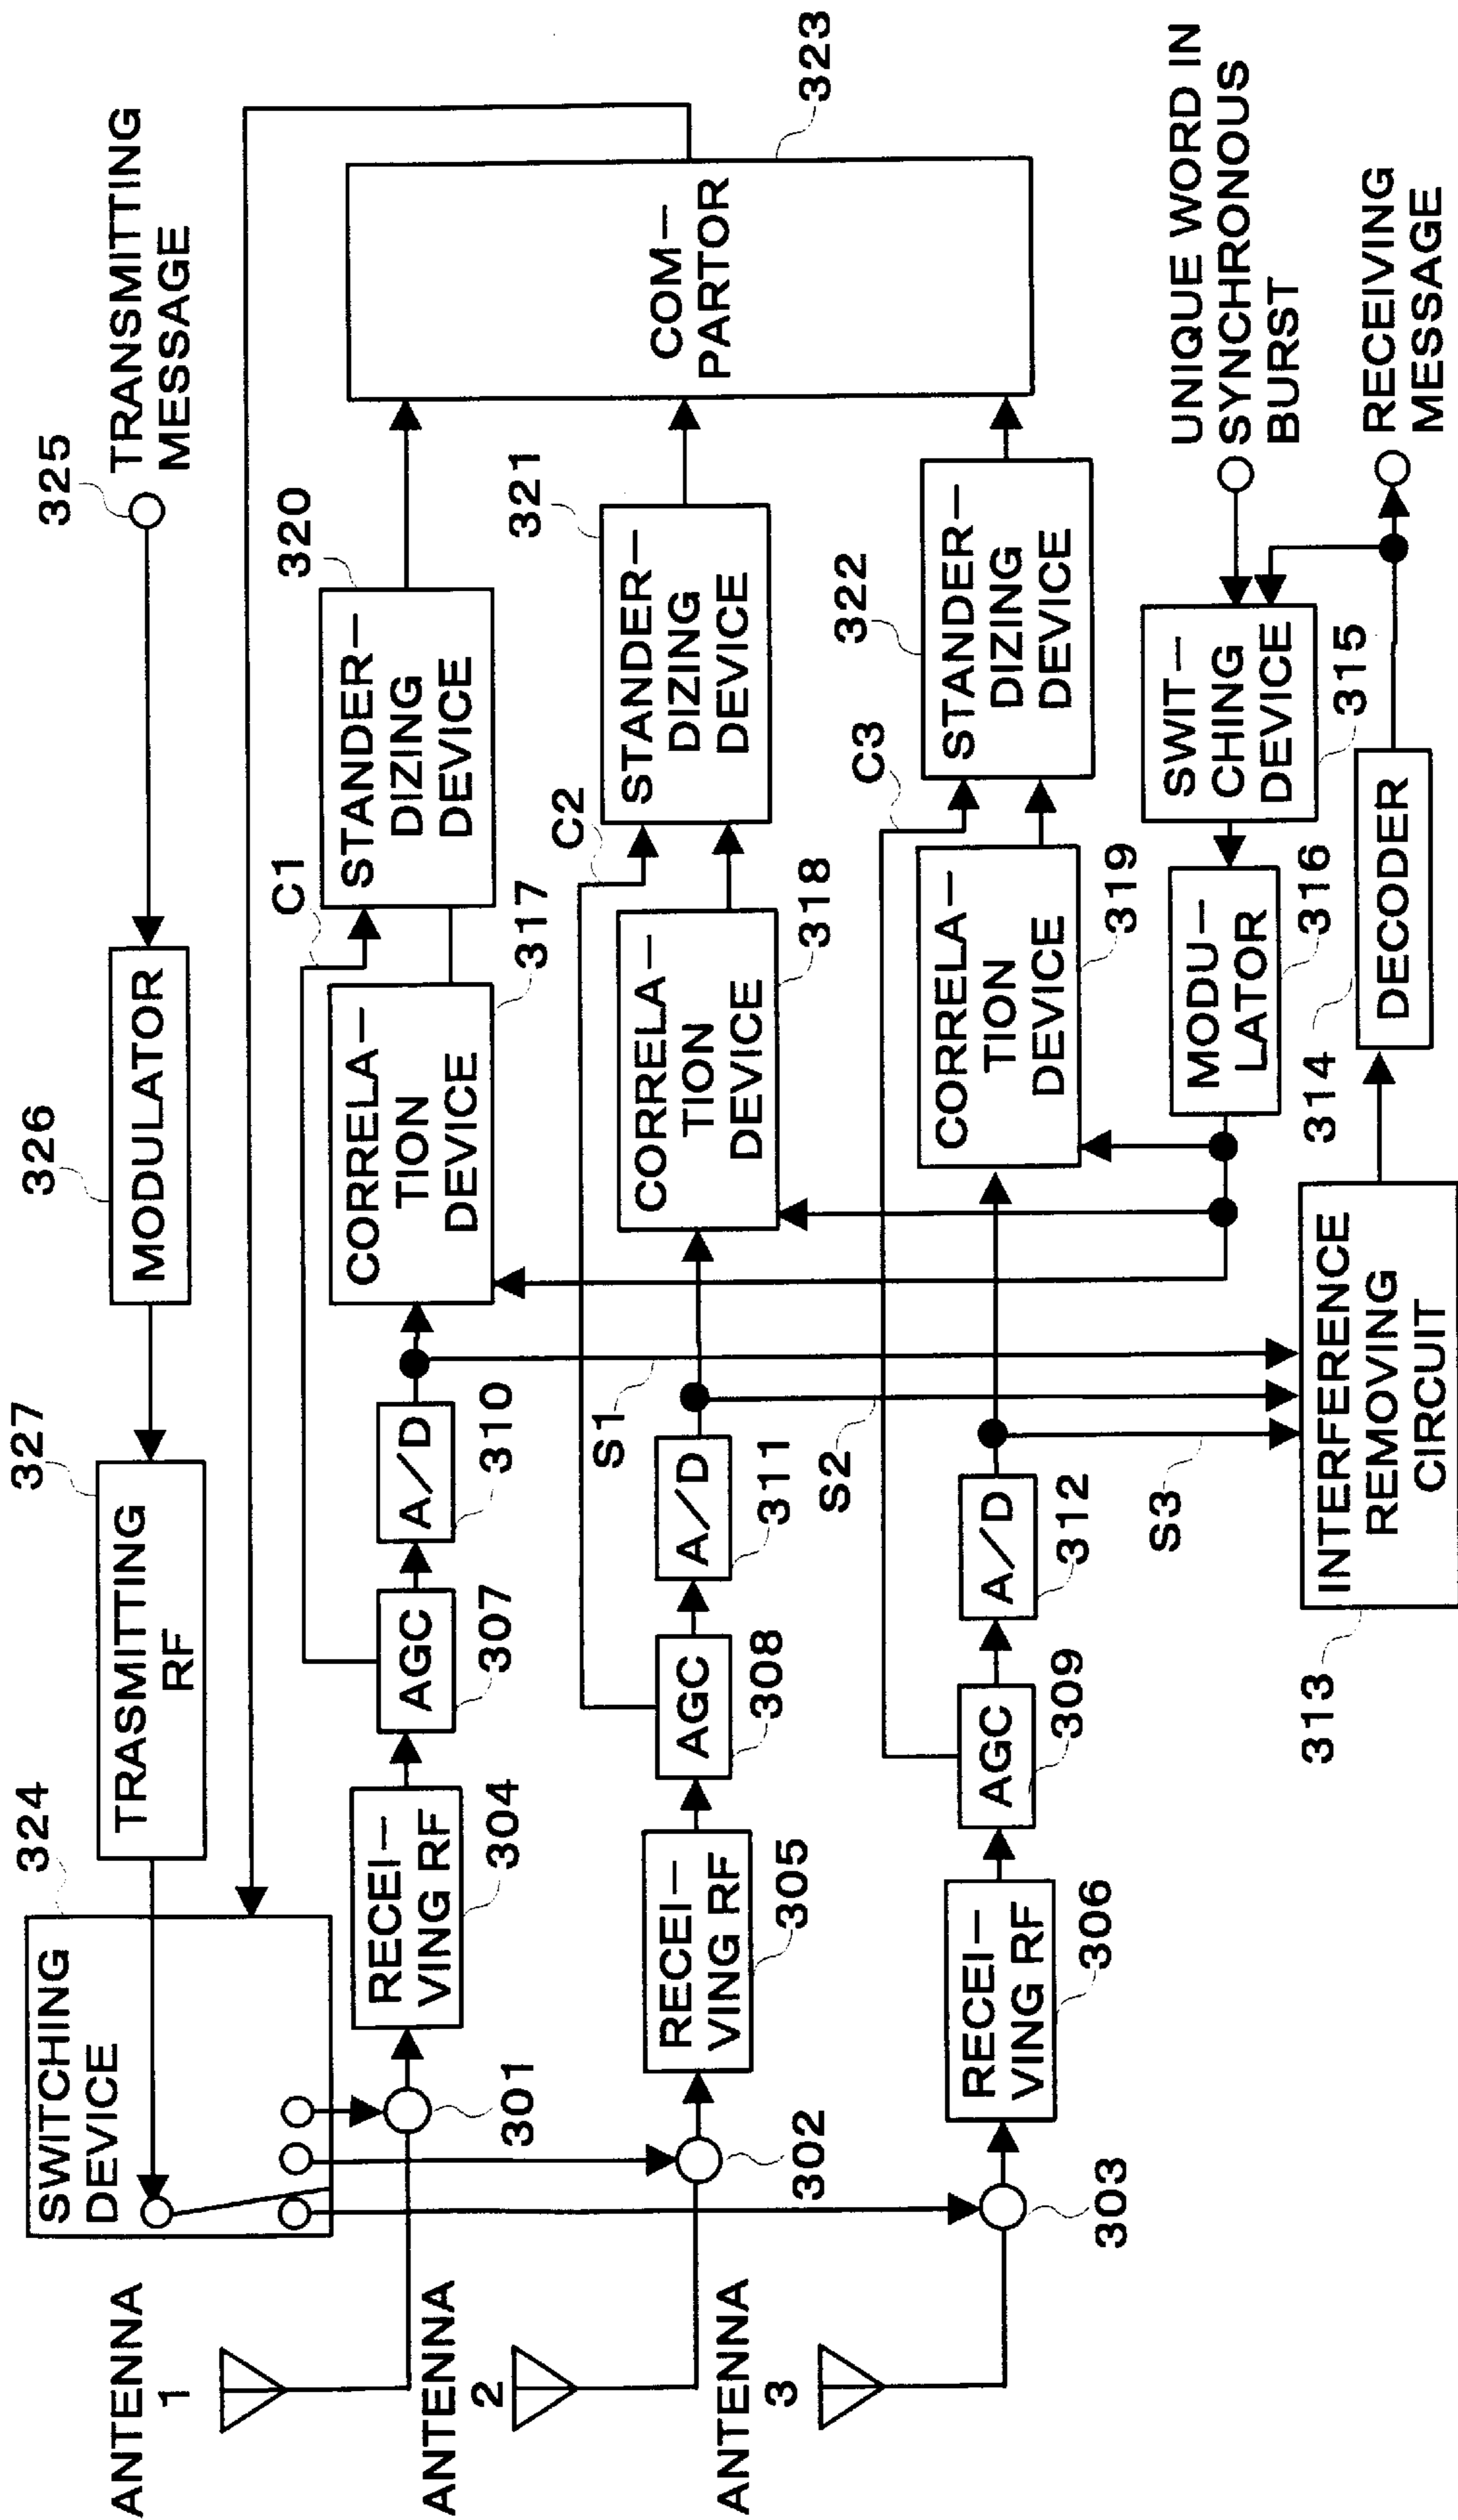 324
327
326
325
SWITCHING
DEVICE
TRASMITTING
RF
MODULATOR
TRANSMITTING
MESSAGE
ANTENNA
1
301
RECEI-
VING RF
304
AGC
307
A/D
310
C1
CORRELA-
TION
DEVICE
317
STANDER-
DIZING
DEVICE
320
COM-
PARTOR
323
ANTENNA
2
302
RECEI-
VING RF
305
AGC
308
S1
A/D
311
C2
CORRELA-
TION
DEVICE
318
STANDER-
DIZING
DEVICE
321
ANTENNA
3
303
RECEI-
VING RF
306
AGC
309
S2
A/D
312
C3
CORRELA-
TION
DEVICE
319
STANDER-
DIZING
DEVICE
322
S3
MODU-
LATOR
316
SWIT-
CHING
DEVICE
315
UNIQUE WORD IN
SYNCHRONOUS
BURST
313
INTERFERENCE
REMOVING
CIRCUIT
314
DECODER
RECEIVING
MESSAGE